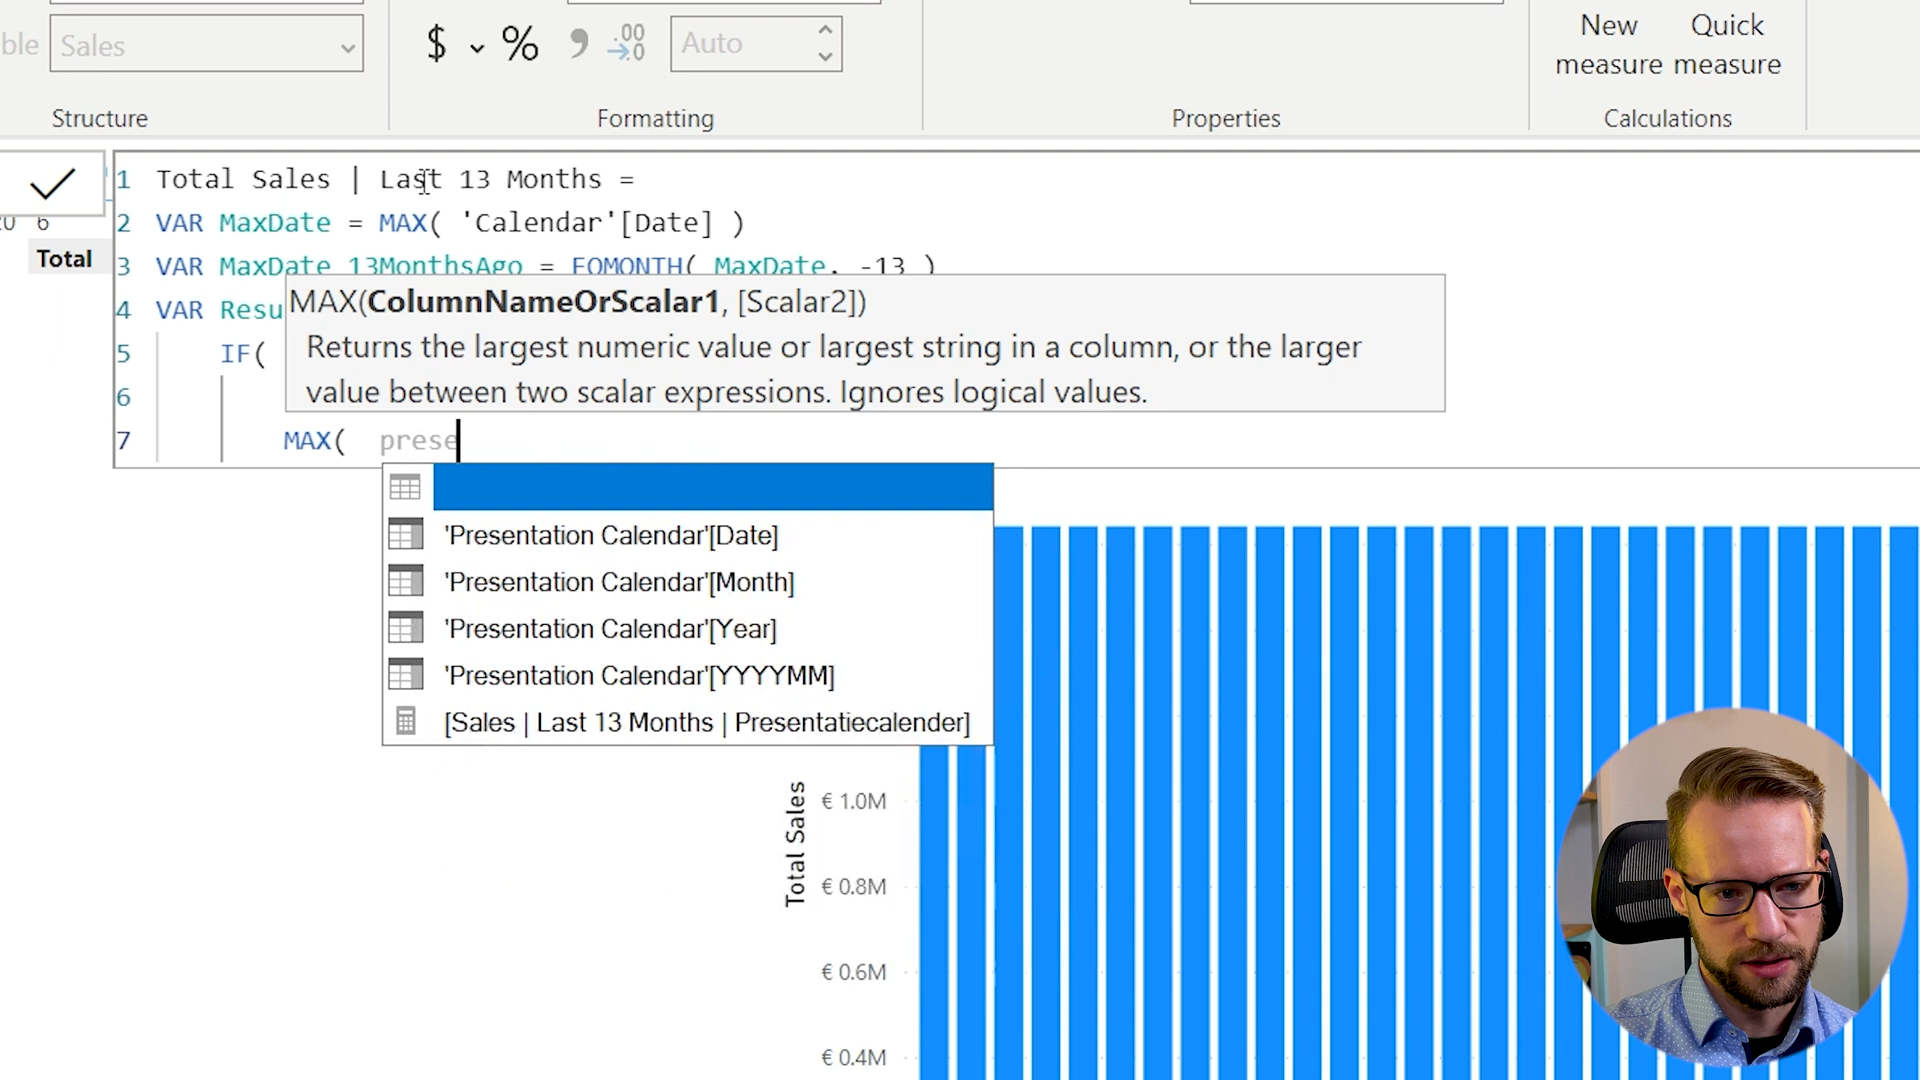 ble Sales
$ % , .00 .0 Auto
New measure
Quick measure
Structure
Formatting
Properties
Calculations
1 Total Sales | Last 13 Months =
2 VAR MaxDate = MAX( 'Calendar'[Date] )
6
Total
3 VAR MaxDate 13MonthsAgo = EOMONTH( MaxDate, -13 )
4 VAR Resu
MAX(ColumnNameOrScalar1, [Scalar2])
Returns the largest numeric value or largest string in a column, or the larger
value between two scalar expressions. Ignores logical values.
5 IF(
6
7 MAX( prese
'Presentation Calendar'[Date]
'Presentation Calendar'[Month]
'Presentation Calendar'[Year]
'Presentation Calendar'[YYYYMM]
[Sales | Last 13 Months | Presentatiecalender]
Total Sales
€ 1.0M
€ 0.8M
€ 0.6M
€ 0.4M